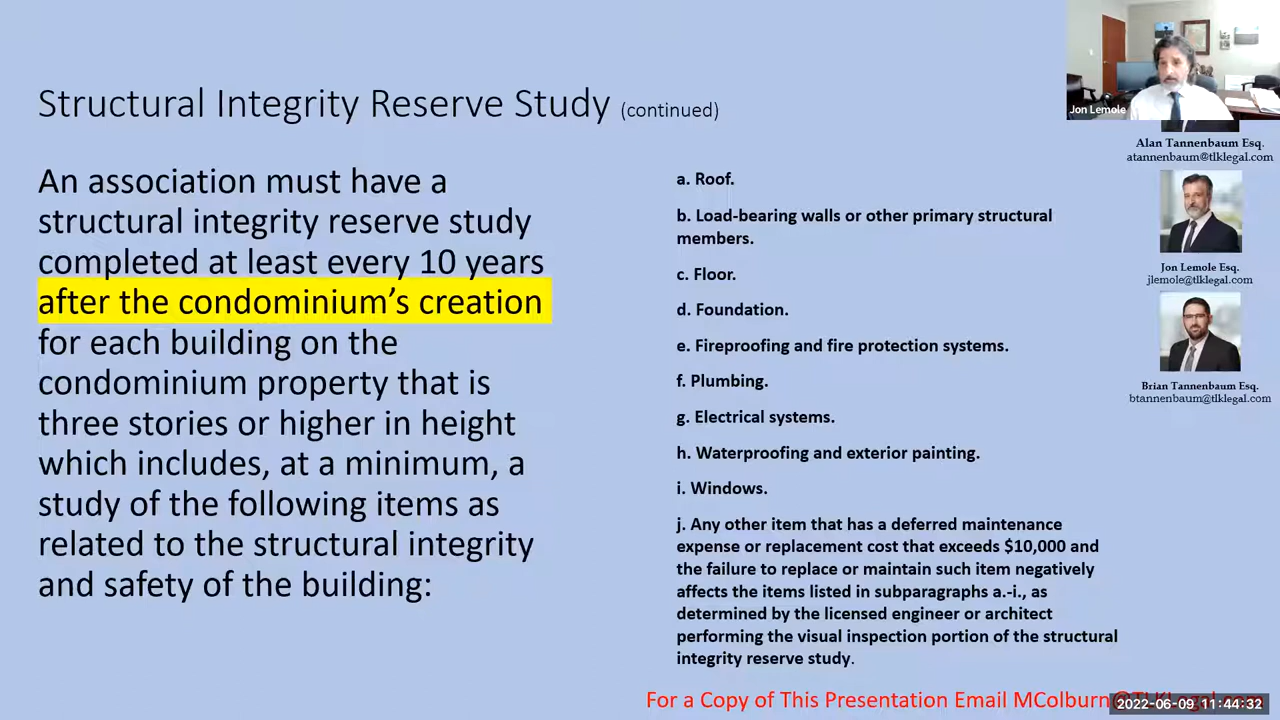 Structural Integrity Reserve Study (continued)
An association must have a
structural integrity reserve study
completed at least every 10 years
after the condominium’s creation
for each building on the
condominium property that is
three stories or higher in height
which includes, at a minimum, a
study of the following items as
related to the structural integrity
and safety of the building:
a. Roof.
b. Load-bearing walls or other primary structural
members.
c. Floor.
d. Foundation.
e. Fireproofing and fire protection systems.
f. Plumbing.
g. Electrical systems.
h. Waterproofing and exterior painting.
i. Windows.
j. Any other item that has a deferred maintenance
expense or replacement cost that exceeds $10,000 and
the failure to replace or maintain such item negatively
affects the items listed in subparagraphs a.-i., as
determined by the licensed engineer or architect
performing the visual inspection portion of the structural
integrity reserve study.
Jon Lemole
Alan Tannenbaum Esq.
atannenbaum@tlklegal.com
Jon Lemole Esq.
jlemole@tlklegal.com
Brian Tannenbaum Esq.
btannenbaum@tlklegal.com
For a Copy of This Presentation Email MColburn@TLKLegal.com
2022-06-09 11:44:32